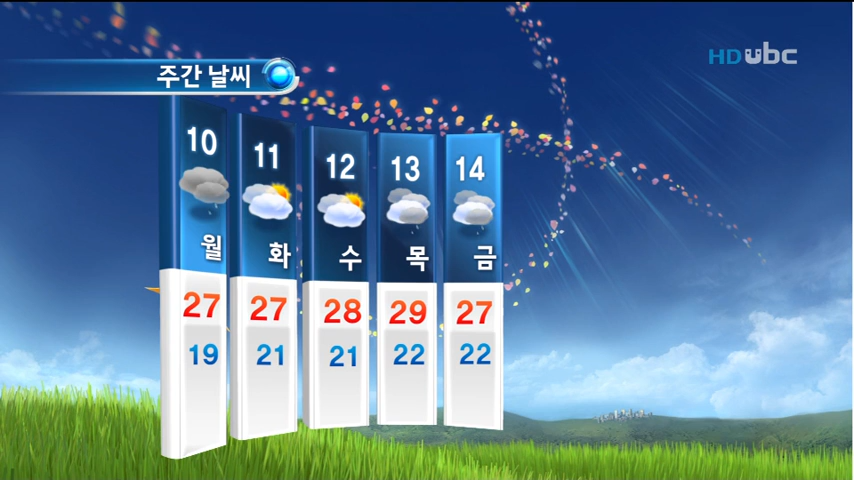 HD ubc
주간 날씨
10 11 12 13 14
월 화 수 목 금
27 27 28 29 27
19 21 21 22 22